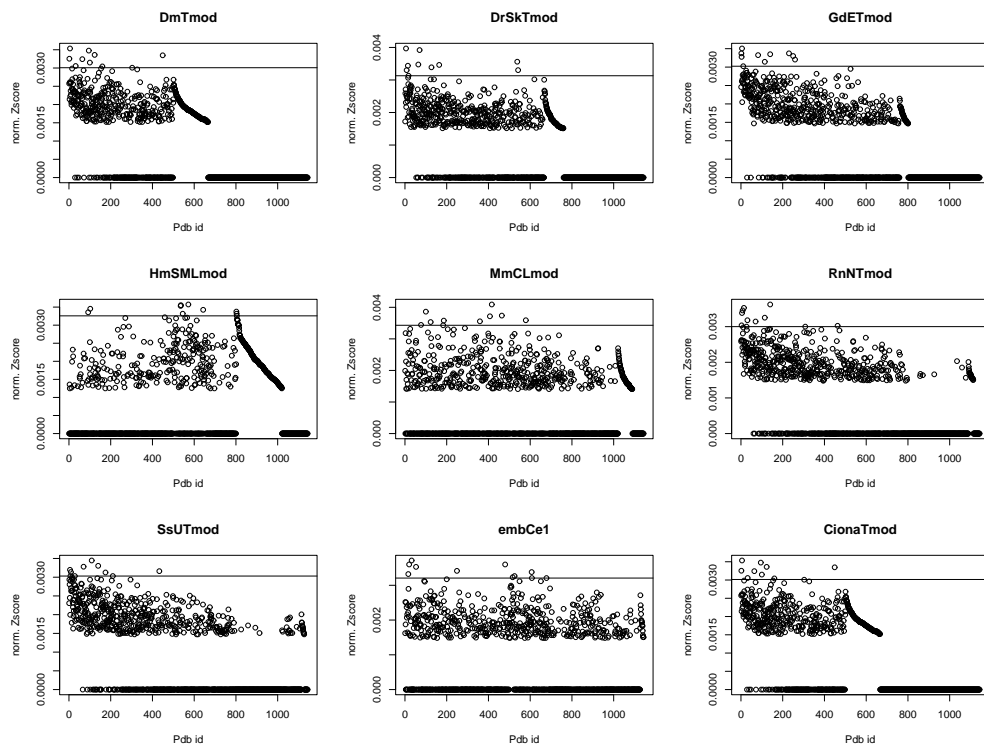 DmTmod
norm. Zscore
0.0000
0.0015
0.0030
0 200 400 600 800 1000
Pdb id
DrSkTmod
norm. Zscore
0.000
0.002
0.004
0 200 400 600 800 1000
Pdb id
GdETmod
norm. Zscore
0.0000
0.0015
0.0030
0 200 400 600 800 1000
Pdb id
HmSMLmod
norm. Zscore
0.0000
0.0015
0.0030
0 200 400 600 800 1000
Pdb id
MmCLmod
norm. Zscore
0.000
0.002
0.004
0 200 400 600 800 1000
Pdb id
RnNTmod
norm. Zscore
0.000
0.001
0.002
0.003
0 200 400 600 800 1000
Pdb id
SsUTmod
norm. Zscore
0.0000
0.0015
0.0030
0 200 400 600 800 1000
Pdb id
embCe1
norm. Zscore
0.000
0.002
0 200 400 600 800 1000
Pdb id
CionaTmod
norm. Zscore
0.0000
0.0015
0.0030
0 200 400 600 800 1000
Pdb id